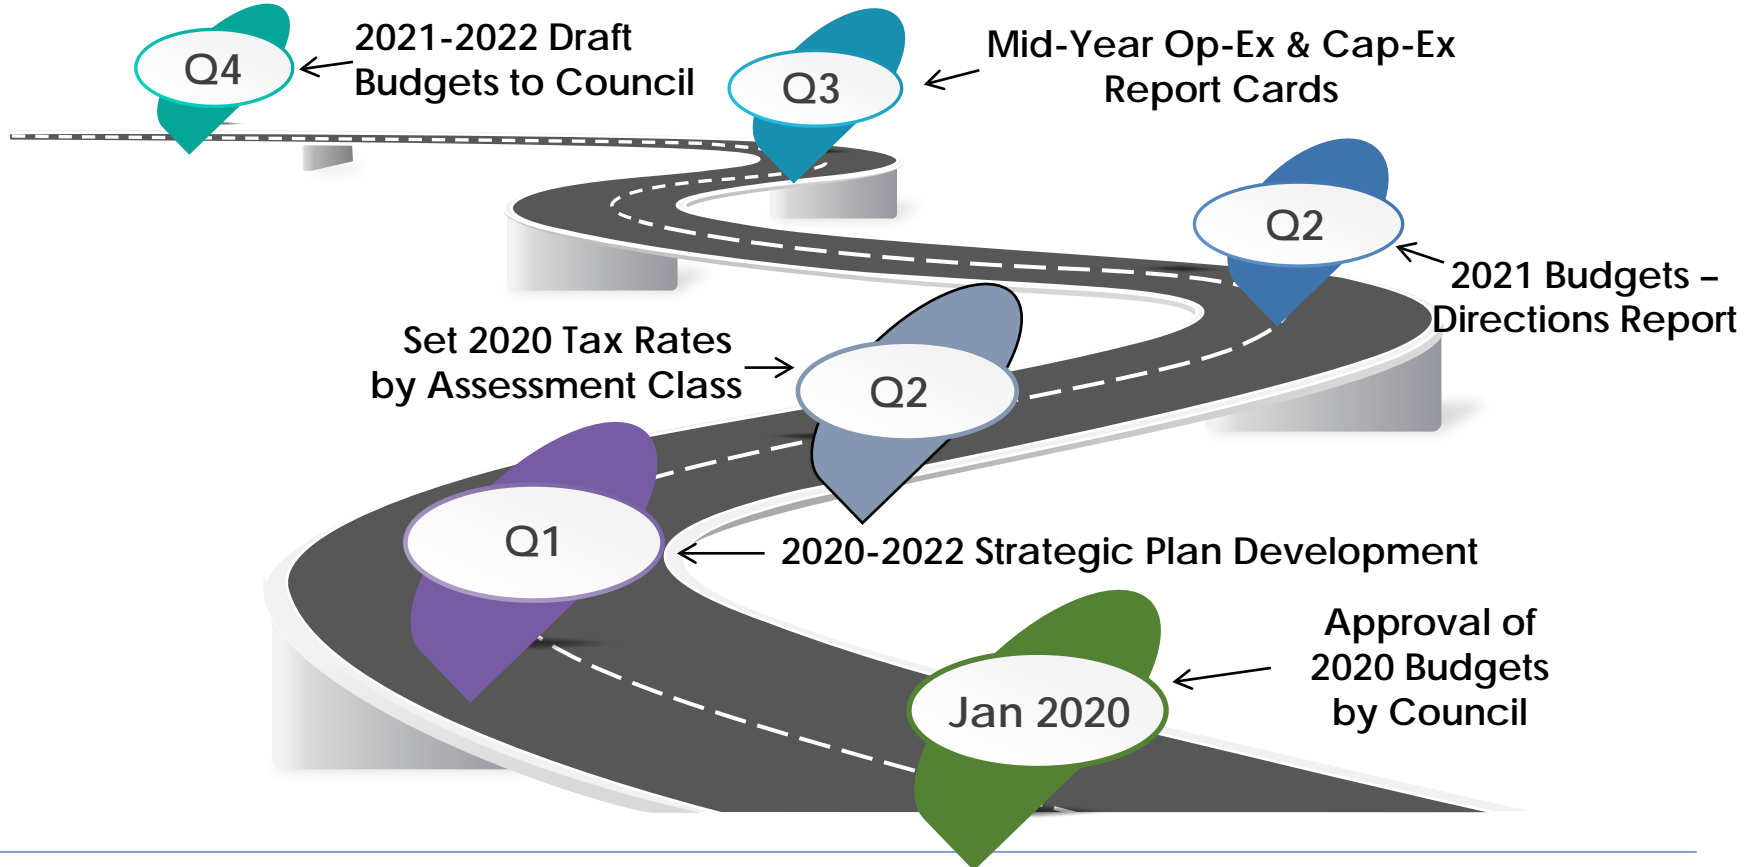 Q4
2021-2022 Draft
Budgets to Council
Q3
Mid-Year Op-Ex & Cap-Ex
Report Cards
Q2
2021 Budgets –
Directions Report
Set 2020 Tax Rates
by Assessment Class
Q2
Q1
2020-2022 Strategic Plan Development
Jan 2020
Approval of
2020 Budgets
by Council